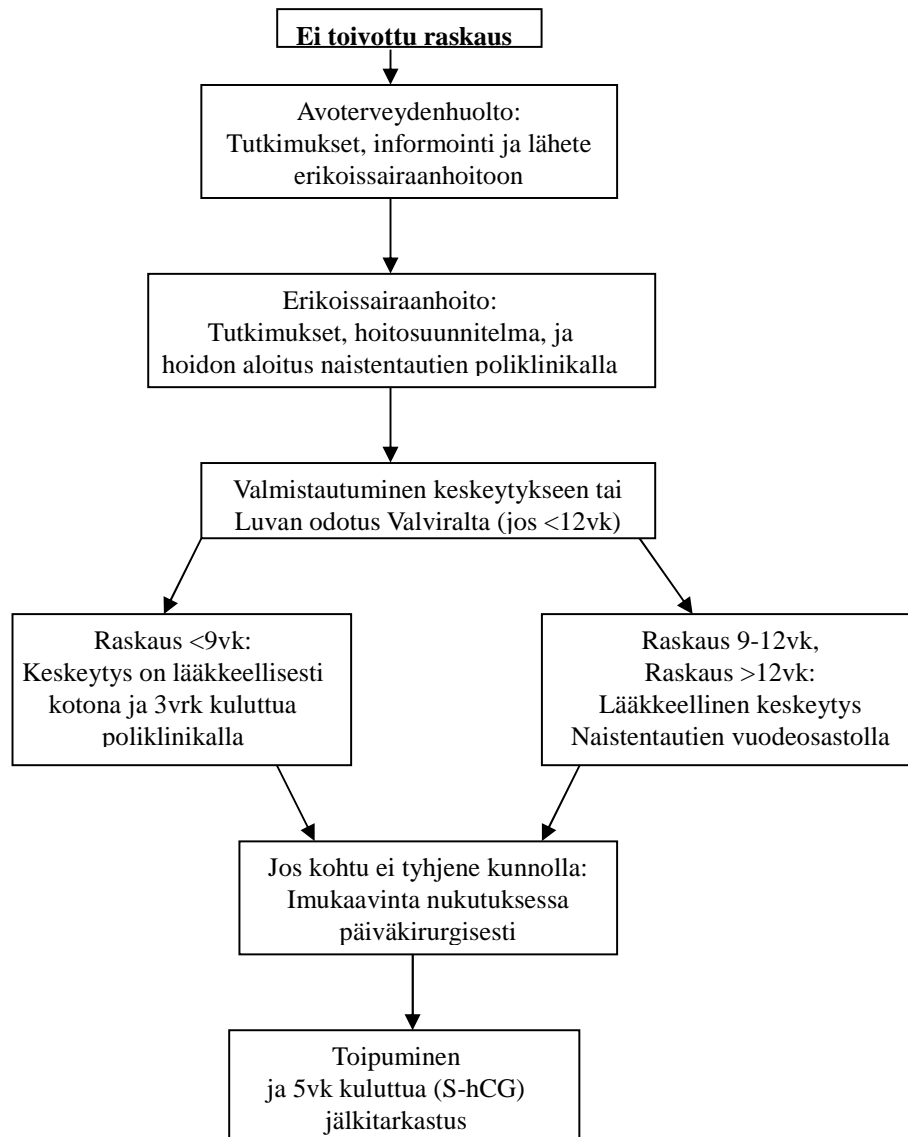 Ei toivottu raskaus
Avoterveydenhuolto:
Tutkimukset, informointi ja lähete
erikoissairaanhoitoon
Erikoissairaanhoito:
Tutkimukset, hoitosuunnitelma, ja
hoidon aloitus naistentautien poliklinikalla
Valmistautuminen keskeytykseen tai
Luvan odotus Valviralta (jos <12vk)
Raskaus <9vk:
Keskeytys on lääkkeellisesti
kotona ja 3vrk kuluttua
poliklinikalla
Raskaus 9-12vk,
Raskaus >12vk:
Lääkkeellinen keskeytys
Naistentautien vuodeosastolla
Jos kohtu ei tyhjene kunnolla:
Imukaavinta nukutuksessa
päiväkirurgisesti
Toipuminen
ja 5vk kuluttua (S-hCG)
jälkitarkastus